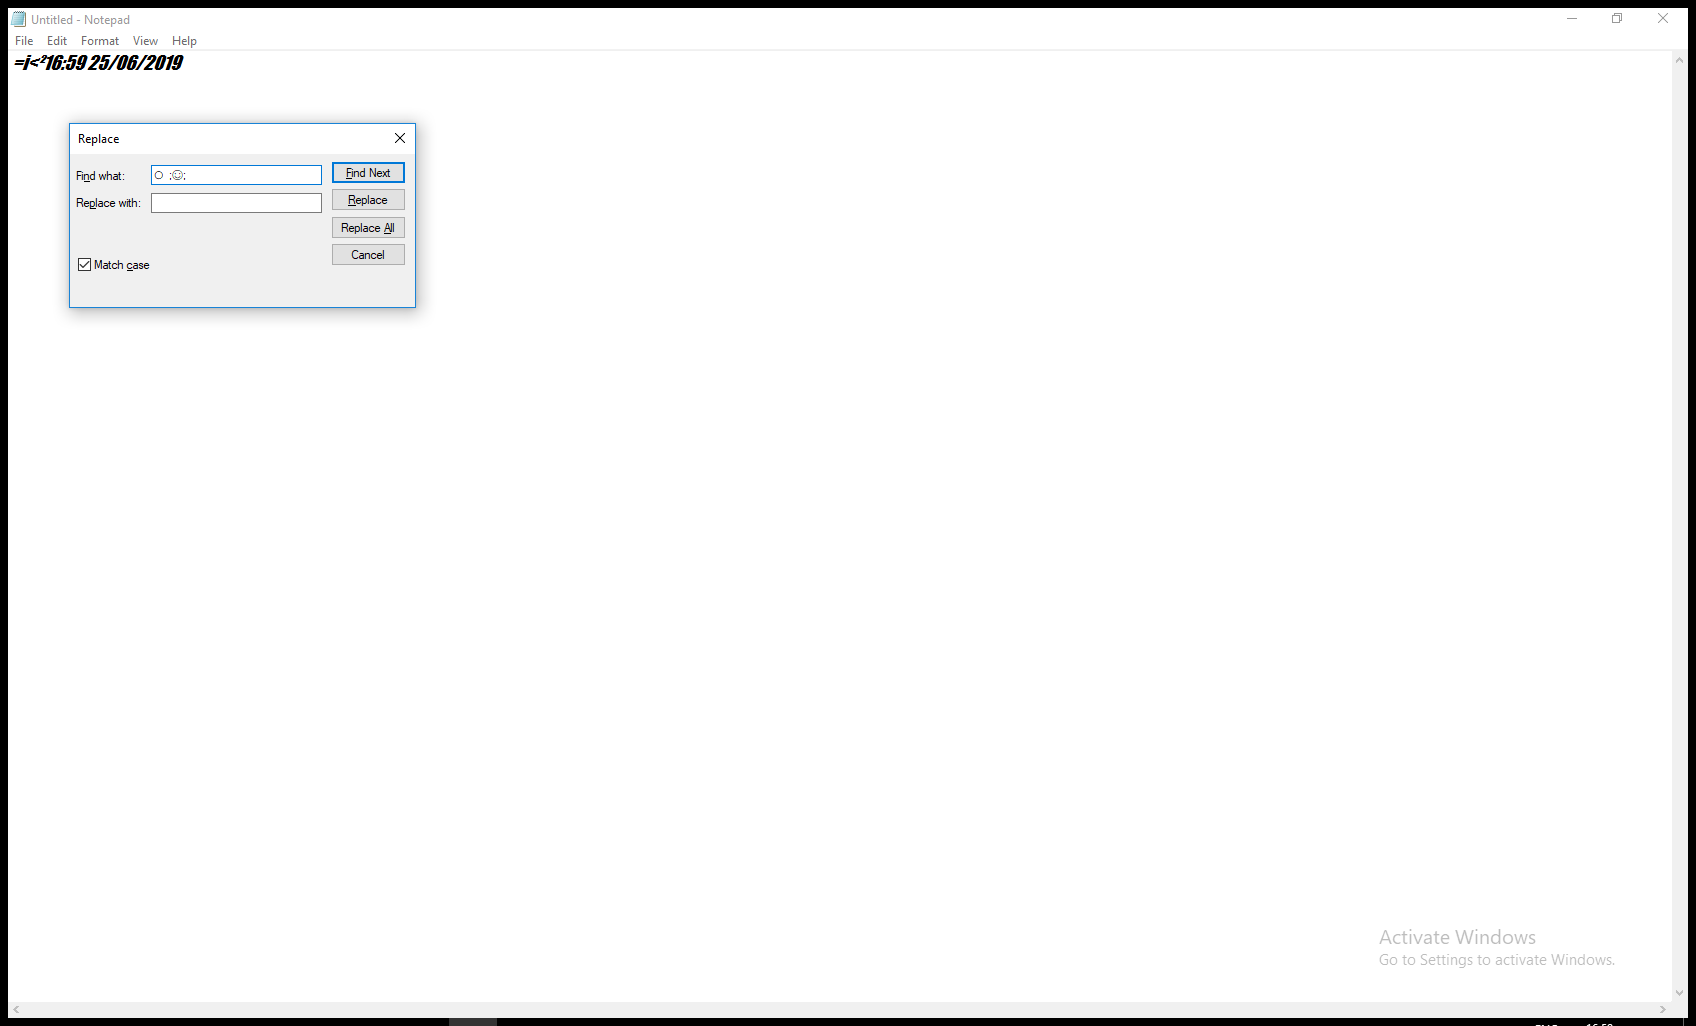 Untitled - Notepad
File Edit Format View Help
=i<²16:59 25/06/2019
Replace
Find what: ○ ;☺; Find Next
Replace with: Replace
Replace All
Cancel
Match case
Activate Windows
Go to Settings to activate Windows.